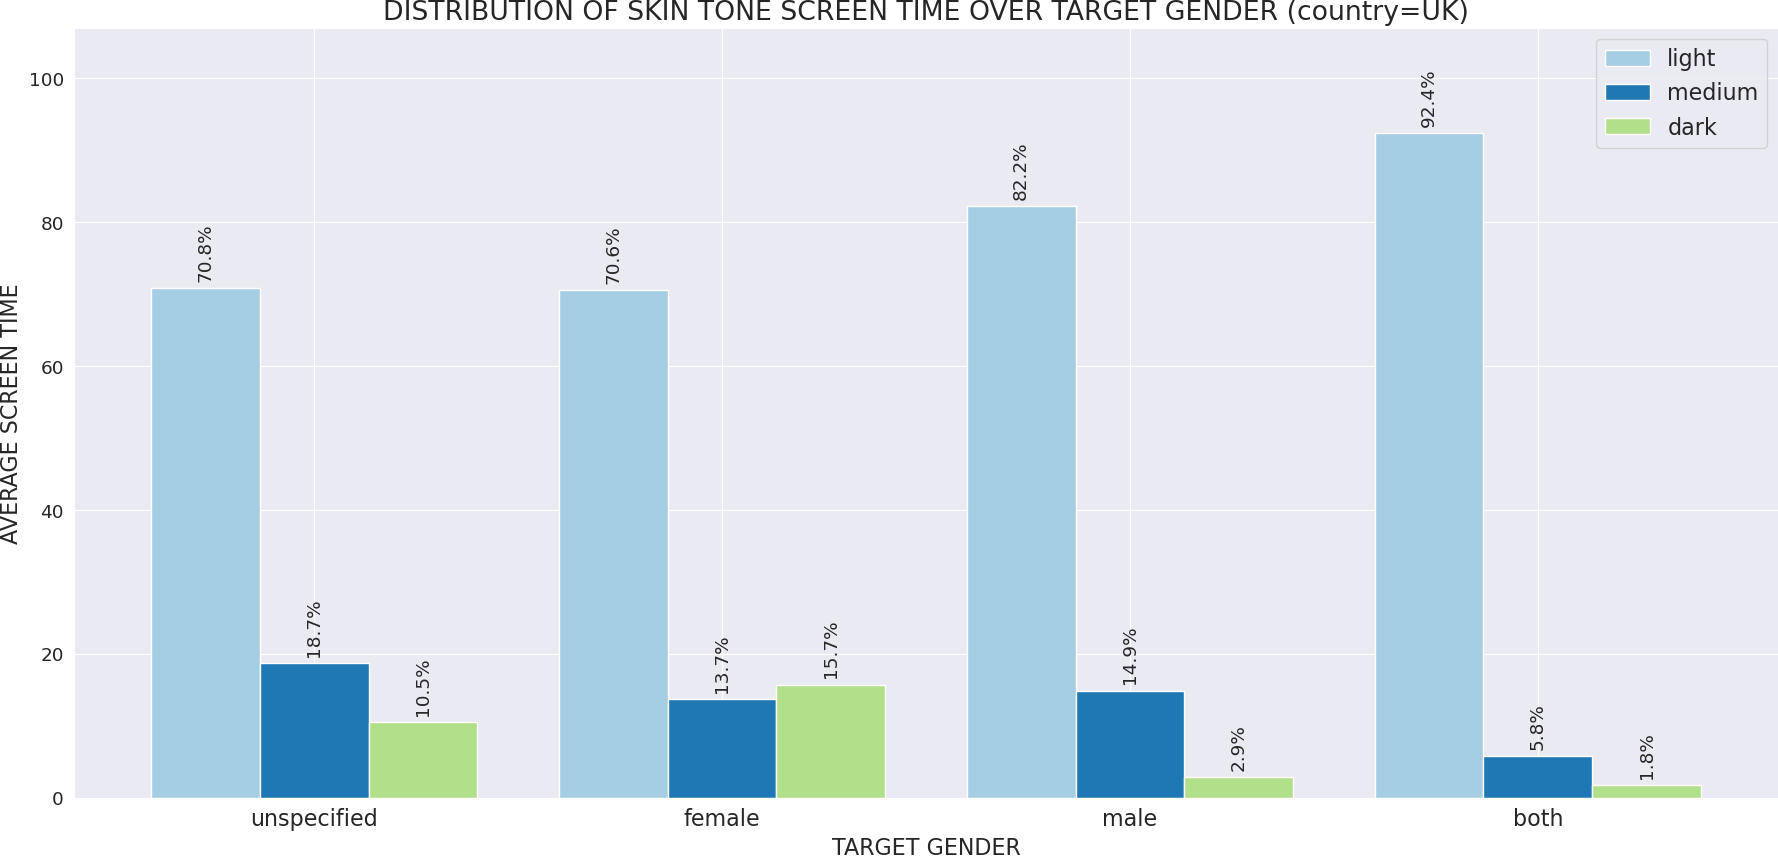 DISTRIBUTION OF SKIN TONE SCREEN TIME OVER TARGET GENDER (country=UK)
light
medium
dark
AVERAGE SCREEN TIME
100
80
60
40
20
0
70.8%
18.7%
10.5%
70.6%
13.7%
15.7%
82.2%
14.9%
2.9%
92.4%
5.8%
1.8%
unspecified
female
male
both
TARGET GENDER